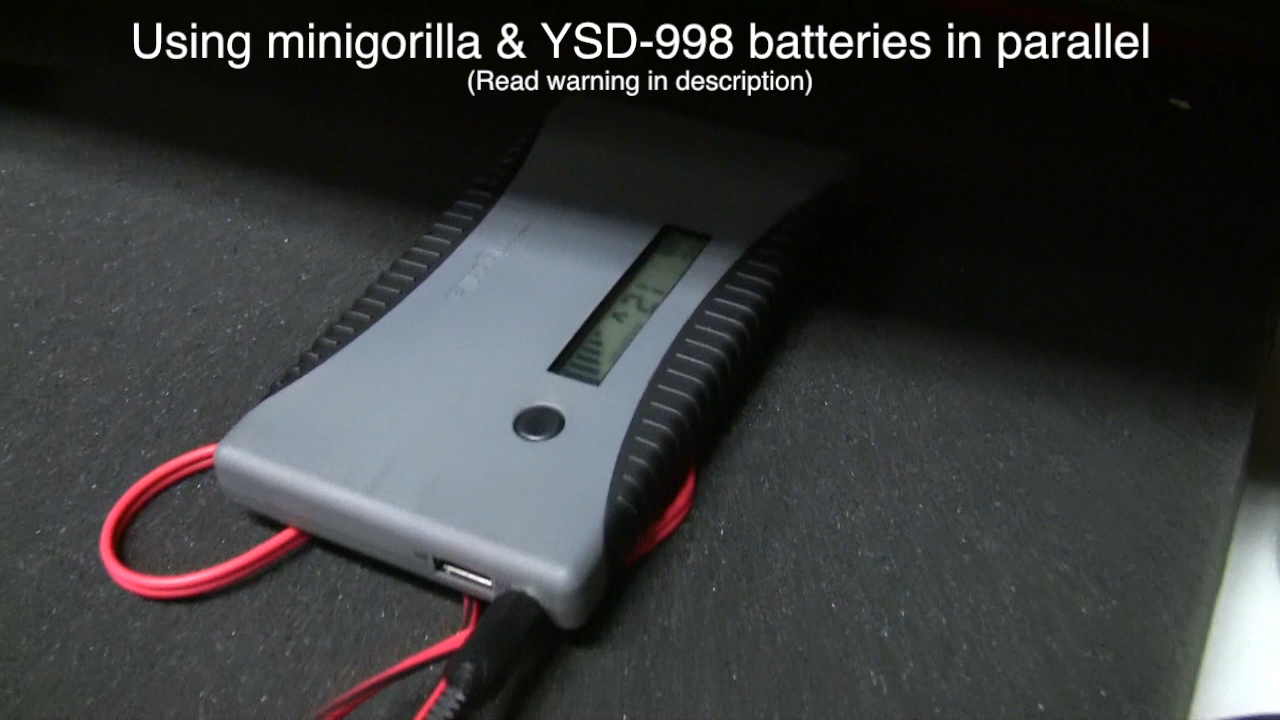 Using minigorilla & YSD-998 batteries in parallel
(Read warning in description)